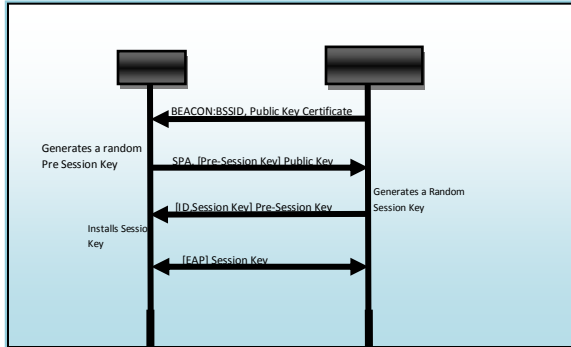 BEACON:BSSID, Public Key Certificate
Generates a random
Pre Session Key
SPA, [Pre-Session Key] Public Key
Generates a Random
Session Key
[ID,Session Key] Pre-Session Key
Installs Sessio
Key
[EAP] Session Key